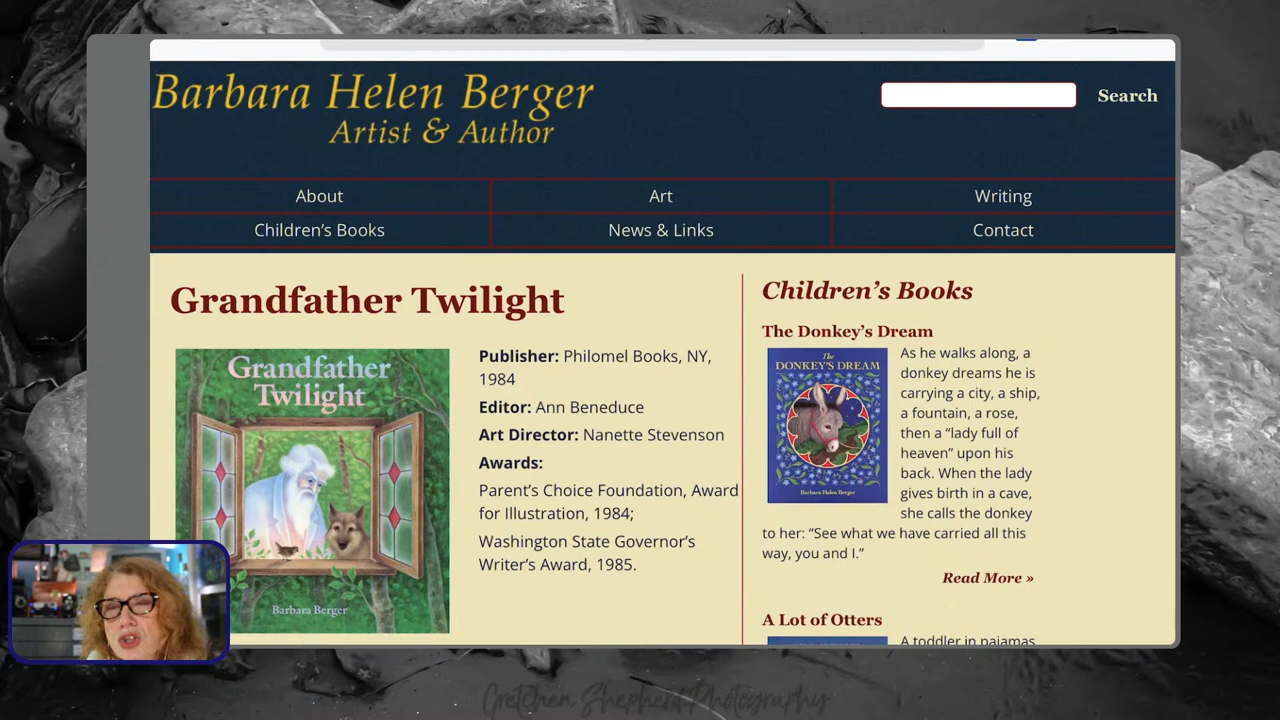 Barbara Helen Berger
Artist & Author
Search
About
Art
Writing
Children's Books
News & Links
Contact
Grandfather Twilight
Grandfather
Twilight
Barbara Berger
Publisher: Philomel Books, NY,
1984
Editor: Ann Beneduce
Art Director: Nanette Stevenson
Awards:
Parent's Choice Foundation, Award
for Illustration, 1984;
Washington State Governor's
Writer's Award, 1985.
Children's Books
The Donkey's Dream
The
DONKEY'S DREAM
Barbara Helen Berger
As he walks along, a
donkey dreams he is
carrying a city, a ship,
a fountain, a rose,
then a “lady full of
heaven” upon his
back. When the lady
gives birth in a cave,
she calls the donkey
to her: “See what we have carried all this
way, you and I.”
Read More »
A Lot of Otters
A toddler in pajamas
Gretchen Shepherd Photography